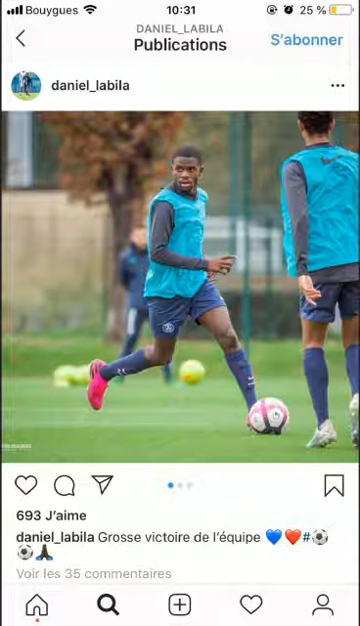 Bouygues 10:31 25 %
DANIEL_LABILA
Publications
S'abonner
daniel_labila
693 J'aime
daniel_labila Grosse victoire de l'équipe 💙❤️#⚽
⚽🙏🏿
Voir les 35 commentaires